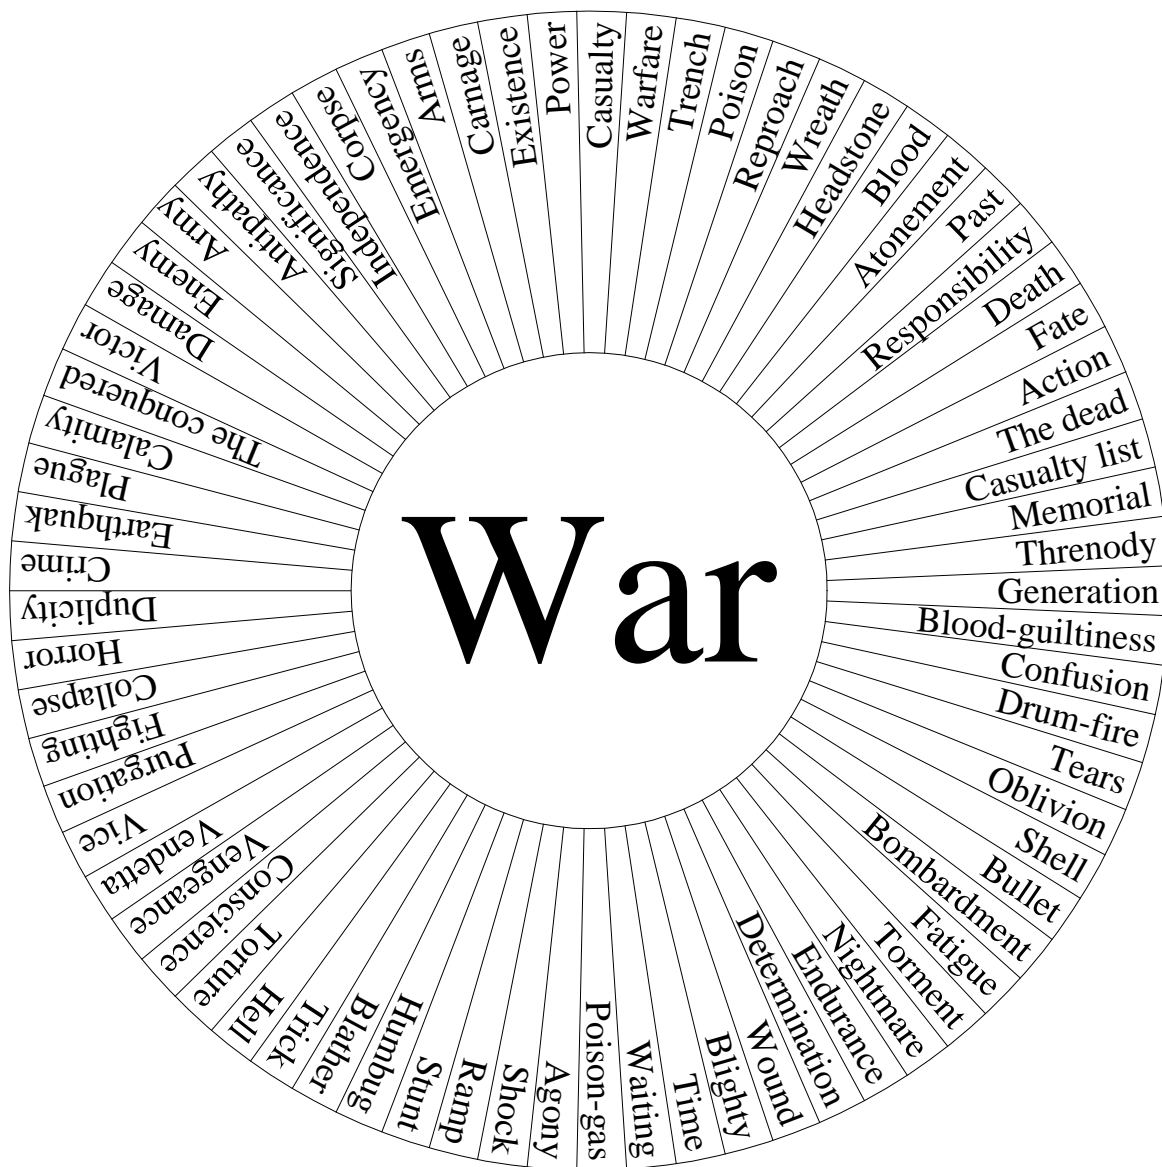 War
Casualty
Warfare
Trench
Poison
Reproach
Wreath
Headstone
Blood
Atonement
Past
Responsibility
Death
Fate
Action
The dead
Casualty list
Memorial
Threnody
Generation
Blood-guiltiness
Confusion
Drum-fire
Tears
Oblivion
Shell
Bullet
Bombardment
Fatigue
Torment
Nightmare
Endurance
Determination
Wound
Blighty
Time
Waiting
Poison-gas
Agony
Shock
Ramp
Stunt
Humbug
Blather
Trick
Hell
Torture
Conscience
Vengeance
Vendetta
Vice
Purgation
Fighting
Collapse
Horror
Duplicity
Crime
Earthquak
Plague
Calamity
The conquered
Victor
Damage
Enemy
Army
Antipathy
Significance
Independence
Corpse
Emergency
Arms
Carnage
Existence
Power